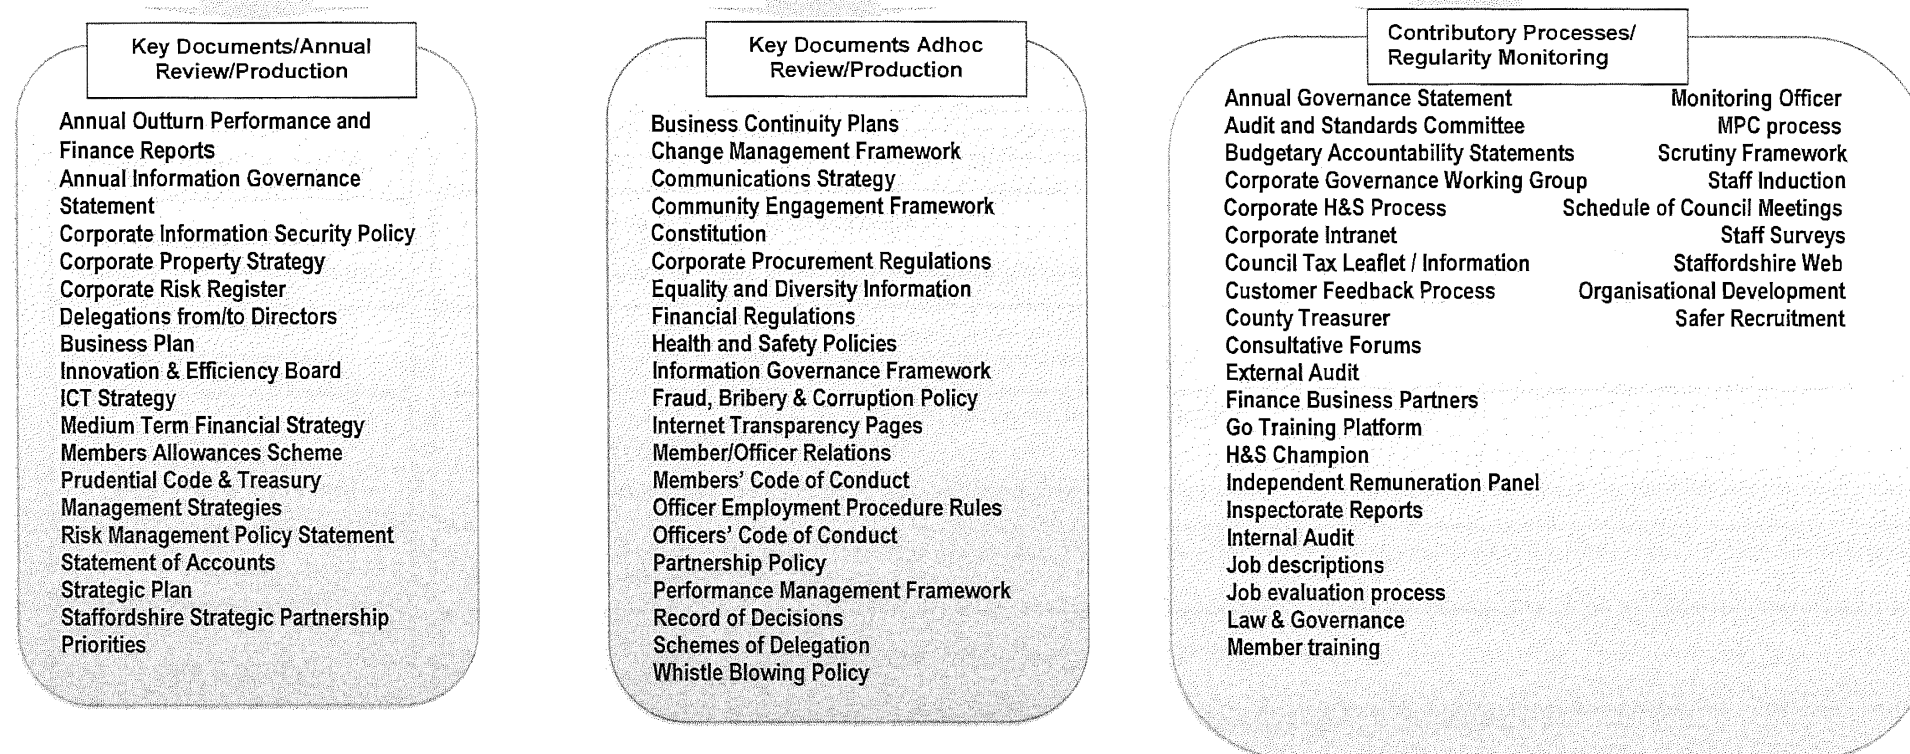 Key Documents/Annual
Review/Production
Annual Outturn Performance and
Finance Reports
Annual Information Governance
Statement
Corporate Information Security Policy
Corporate Property Strategy
Corporate Risk Register
Delegations from/to Directors
Business Plan
Innovation & Efficiency Board
ICT Strategy
Medium Term Financial Strategy
Members Allowances Scheme
Prudential Code & Treasury
Management Strategies
Risk Management Policy Statement
Statement of Accounts
Strategic Plan
Staffordshire Strategic Partnership
Priorities
Key Documents Adhoc
Review/Production
Business Continuity Plans
Change Management Framework
Communications Strategy
Community Engagement Framework
Constitution
Corporate Procurement Regulations
Equality and Diversity Information
Financial Regulations
Health and Safety Policies
Information Governance Framework
Fraud, Bribery & Corruption Policy
Internet Transparency Pages
Member/Officer Relations
Members' Code of Conduct
Officer Employment Procedure Rules
Officers' Code of Conduct
Partnership Policy
Performance Management Framework
Record of Decisions
Schemes of Delegation
Whistle Blowing Policy
Contributory Processes/
Regularity Monitoring
Annual Governance Statement
Audit and Standards Committee
Budgetary Accountability Statements
Corporate Governance Working Group
Corporate H&S Process
Corporate Intranet
Council Tax Leaflet / Information
Customer Feedback Process
County Treasurer
Consultative Forums
External Audit
Finance Business Partners
Go Training Platform
H&S Champion
Independent Remuneration Panel
Inspectorate Reports
Internal Audit
Job descriptions
Job evaluation process
Law & Governance
Member training
Monitoring Officer
MPC process
Scrutiny Framework
Staff Induction
Schedule of Council Meetings
Staff Surveys
Staffordshire Web
Organisational Development
Safer Recruitment